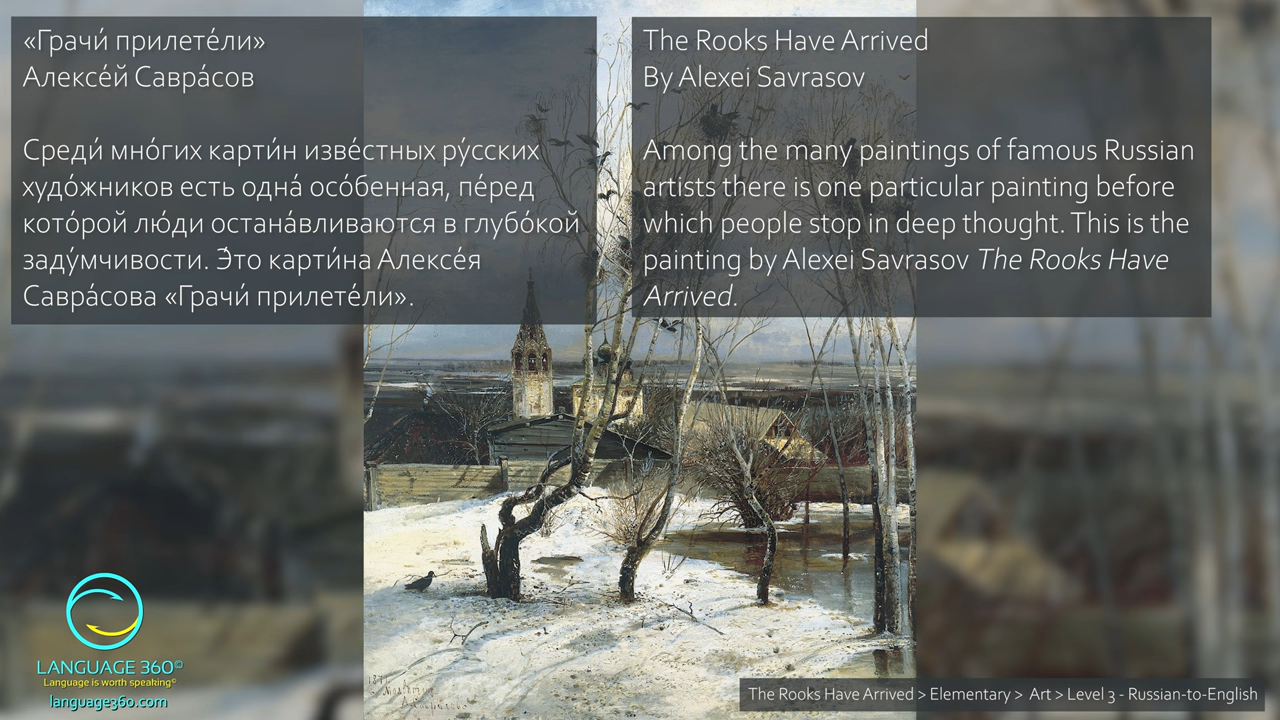 «Грачи́ прилете́ли»
Алексе́й Савра́сов
Среди́ мно́гих карти́н изве́стных ру́сских
худо́жников есть одна́ осо́бенная, пе́ред
кото́рой лю́ди остана́вливаются в глубо́кой
заду́мчивости. Э́то карти́на Алексе́я
Савра́сова «Грачи́ прилете́ли».
The Rooks Have Arrived
By Alexei Savrasov
Among the many paintings of famous Russian
artists there is one particular painting before
which people stop in deep thought. This is the
painting by Alexei Savrasov The Rooks Have
Arrived.
LANGUAGE 360©
Language is worth speaking©
language360.com
The Rooks Have Arrived > Elementary > Art > Level 3 - Russian-to-English